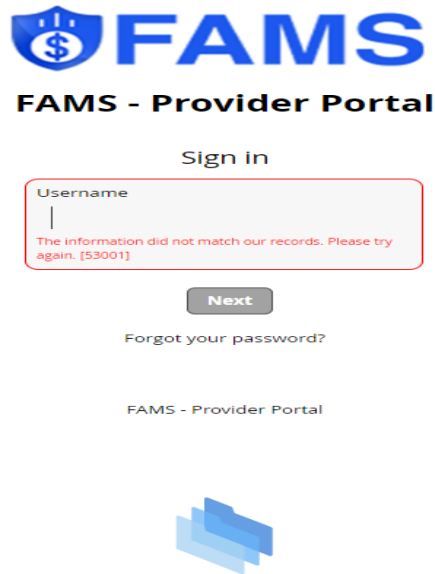 $ FAMS
FAMS - Provider Portal
Sign in
Username
The information did not match our records. Please try
again. [53001]
Next
Forgot your password?
FAMS - Provider Portal